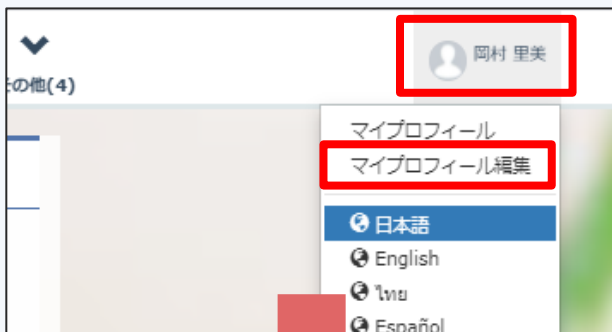 岡村 里美
その他(4)
マイプロフィール
マイプロフィール編集
日本語
English
ไทย
Español